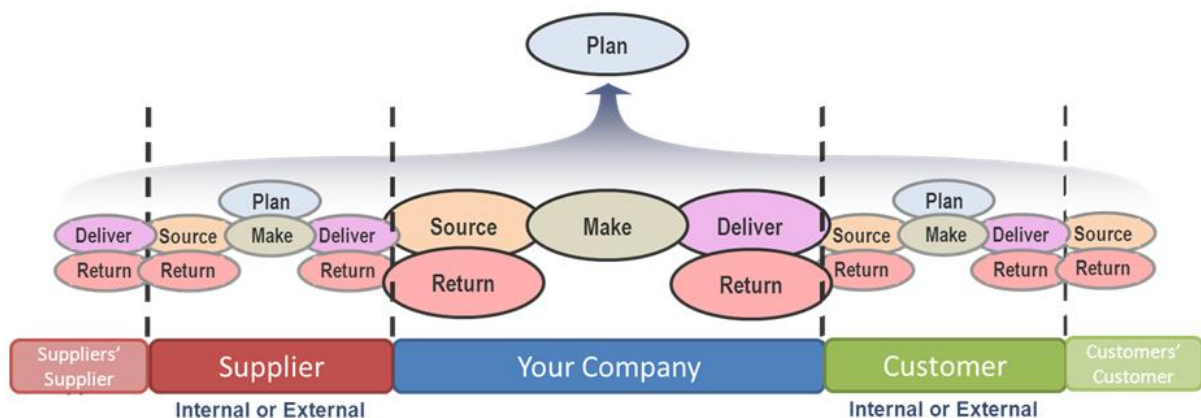 Plan
Plan
Plan
Deliver
Source
Make
Deliver
Source
Make
Deliver
Source
Make
Deliver
Source
Return
Return
Return
Return
Return
Return
Return
Return
Suppliers'
Supplier
Supplier
Your Company
Customer
Customers'
Customer
Internal or External
Internal or External